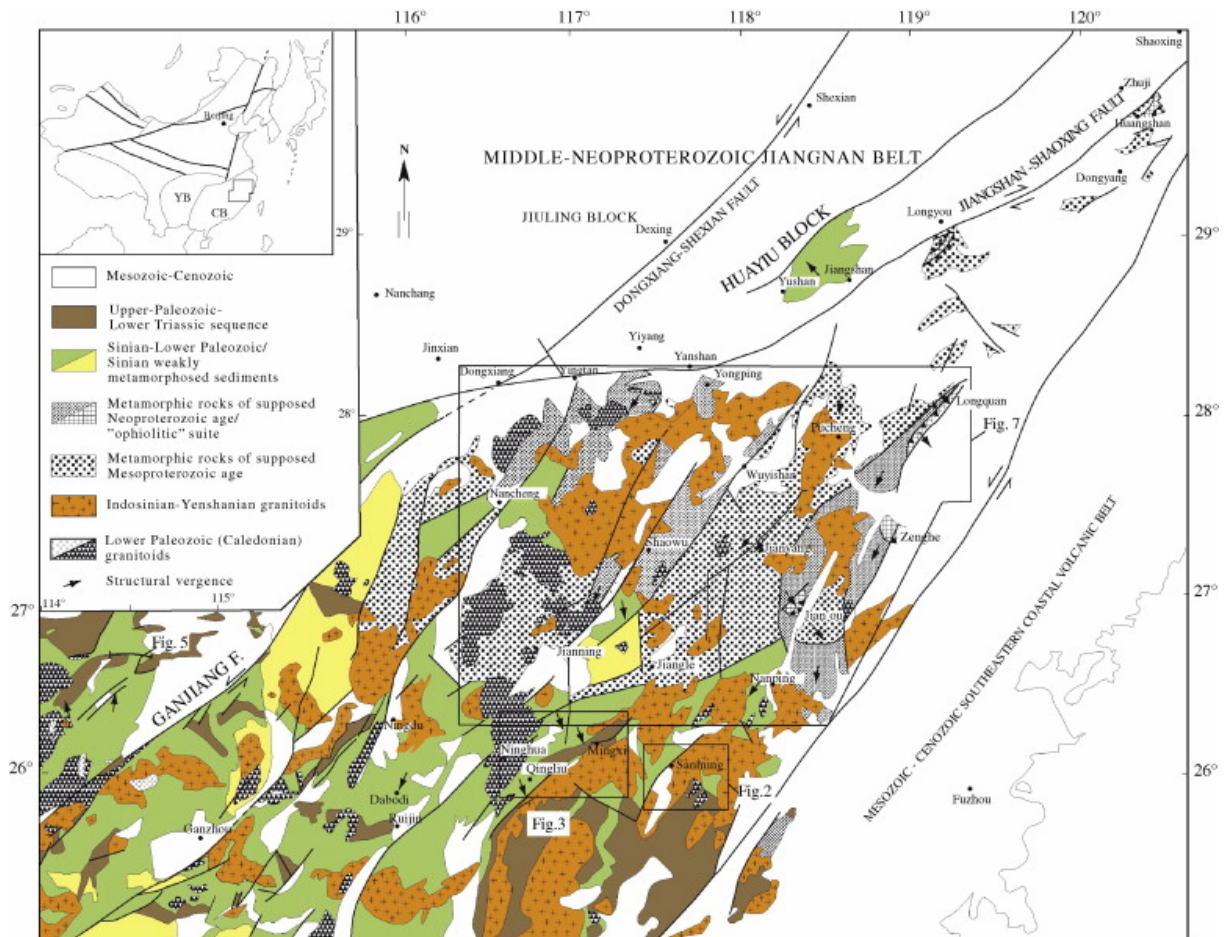 116°
117°
118°
119°
120°
Shaoxing
Zhuji
Huangshan
Shexian
Beijing
YB
CB
N
MIDDLE-NEOPROTEROZOIC JIANGNAN BELT
JIANGSHAN -SHAOXING FAULT
Dongyang
JIULING BLOCK
Dexing
DONGXIANG-SHEXIAN FAULT
HUAYIU BLOCK
Longyou
29°
29°
Jiangshan
Yushan
Nanchang
Mesozoic-Cenozoic
Upper-Paleozoic-
Lower Triassic sequence
Sinian-Lower Paleozoic/
Sinian weakly
metamorphosed sediments
Metamorphic rocks of supposed
Neoproterozoic age/
"ophiolitic" suite
Metamorphic rocks of supposed
Mesoproterozoic age
Indosinian-Yenshanian granitoids
Lower Paleozoic (Caledonian)
granitoids
Structural vergence
Yiyang
Jinxian
Yanshan
Dongxiang
Yingtan
Yongping
Longquan
28°
28°
Pucheng
Fig. 7
Wuyishan
Nancheng
Zenghe
Shaowu
Jianyang
27°
27°
114°
115°
Jian'ou
Fig. 5
Jianning
Jiangle
Nanping
GANJIANG F.
MESOZOIC - CENOZOIC SOUTHEASTERN COASTAL VOLCANIC BELT
Ningdu
Ninghua
Mingxi
Sanming
26°
26°
Qingliu
Fig.2
Fuzhou
Dabodi
Ruijin
Fig.3
Ganzhou